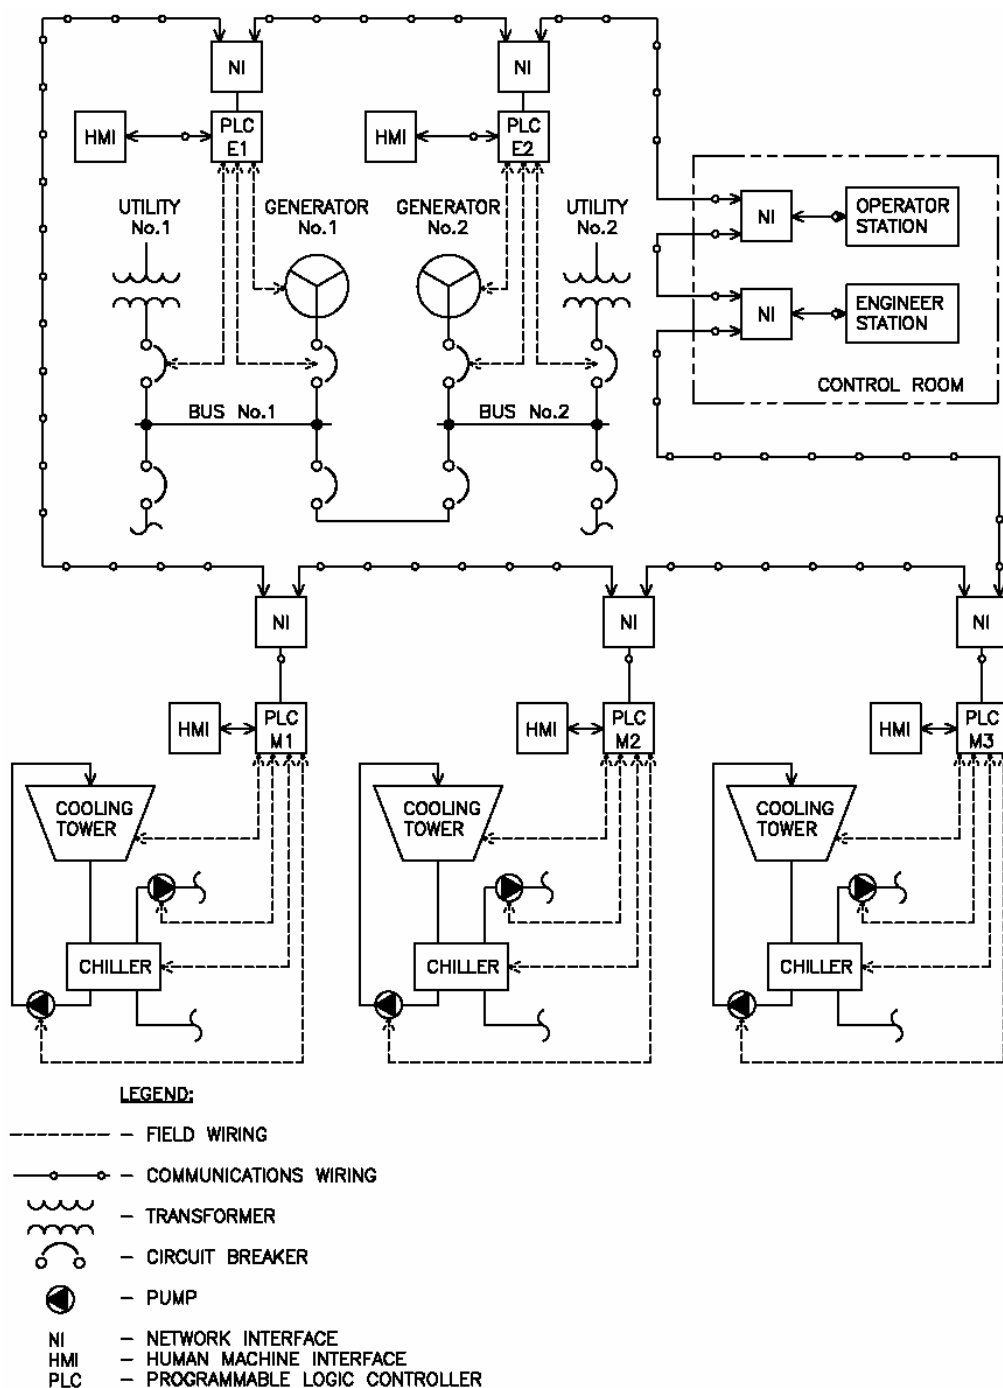 NI
NI
HMI
PLC
E1
HMI
PLC
E2
UTILITY
No.1
GENERATOR
No.1
GENERATOR
No.2
UTILITY
No.2
NI
OPERATOR
STATION
NI
ENGINEER
STATION
CONTROL ROOM
BUS No.1
BUS No.2
NI
NI
NI
HMI
PLC
M1
HMI
PLC
M2
HMI
PLC
M3
COOLING
TOWER
COOLING
TOWER
COOLING
TOWER
CHILLER
CHILLER
CHILLER
LEGEND:
– FIELD WIRING
– COMMUNICATIONS WIRING
– TRANSFORMER
– CIRCUIT BREAKER
– PUMP
NI – NETWORK INTERFACE
HMI – HUMAN MACHINE INTERFACE
PLC – PROGRAMMABLE LOGIC CONTROLLER